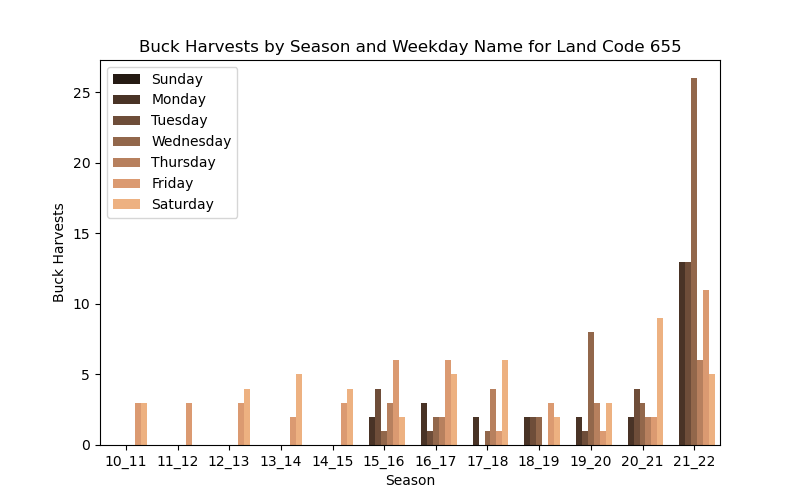 Buck Harvests by Season and Weekday Name for Land Code 655
Sunday
Monday
Tuesday
Wednesday
Thursday
Friday
Saturday
25
20
15
10
5
0
Buck Harvests
10_11 11_12 12_13 13_14 14_15 15_16 16_17 17_18 18_19 19_20 20_21 21_22
Season